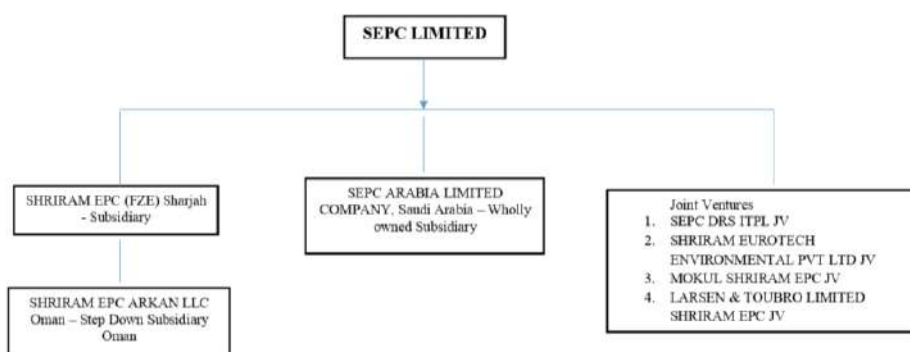 SEPC LIMITED
SHRIRAM EPC (FZE) Sharjah
- Subsidiary
SHRIRAM EPC ARKAN LLC
Oman – Step Down Subsidiary
Oman
SEPC ARABIA LIMITED
COMPANY, Saudi Arabia – Wholly
owned Subsidiary
Joint Ventures
1. SEPC DRS ITPL JV
2. SHRIRAM EUROTECH
ENVIRONMENTAL PVT LTD JV
3. MOKUL SHRIRAM EPC JV
4. LARSEN & TOUBRO LIMITED
SHRIRAM EPC JV